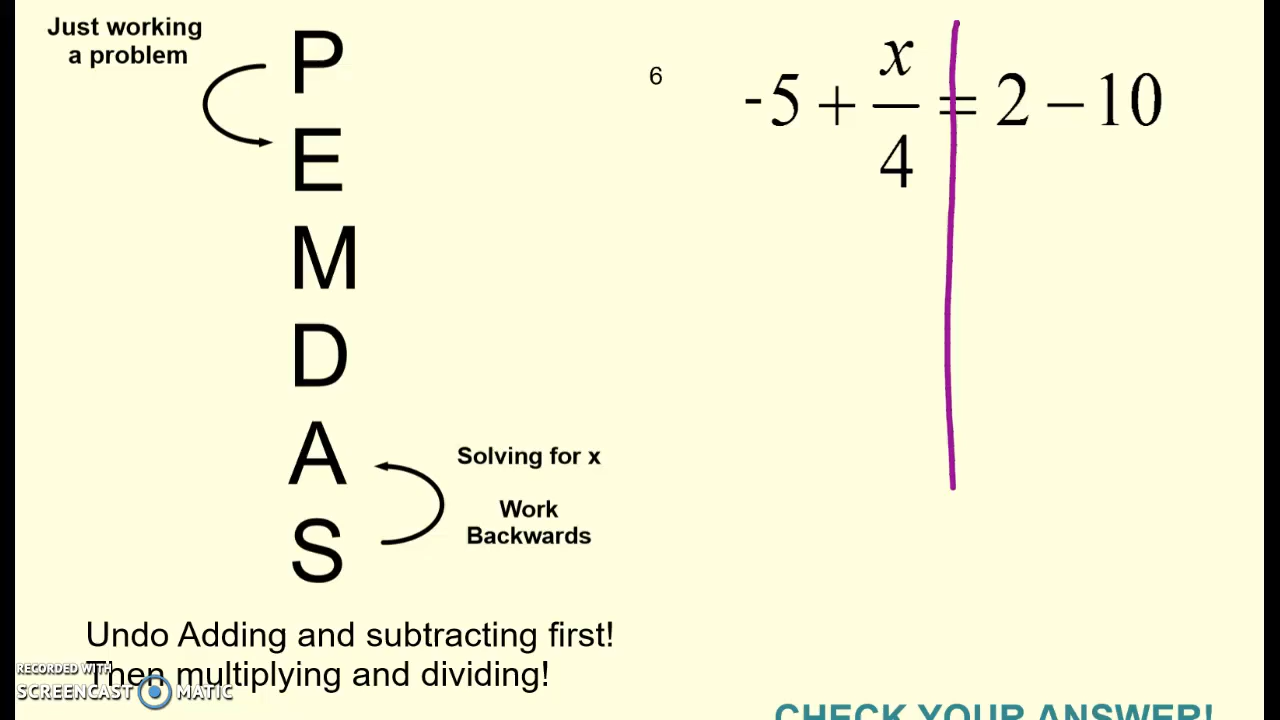 Just working
a problem
P
E
M
D
A
S
Solving for x
Work
Backwards
Undo Adding and subtracting first!
Then multiplying and dividing!
6
-5 + x/4 = 2 − 10
CHECK YOUR ANSWER!
RECORDED WITH
SCREENCAST MATIC